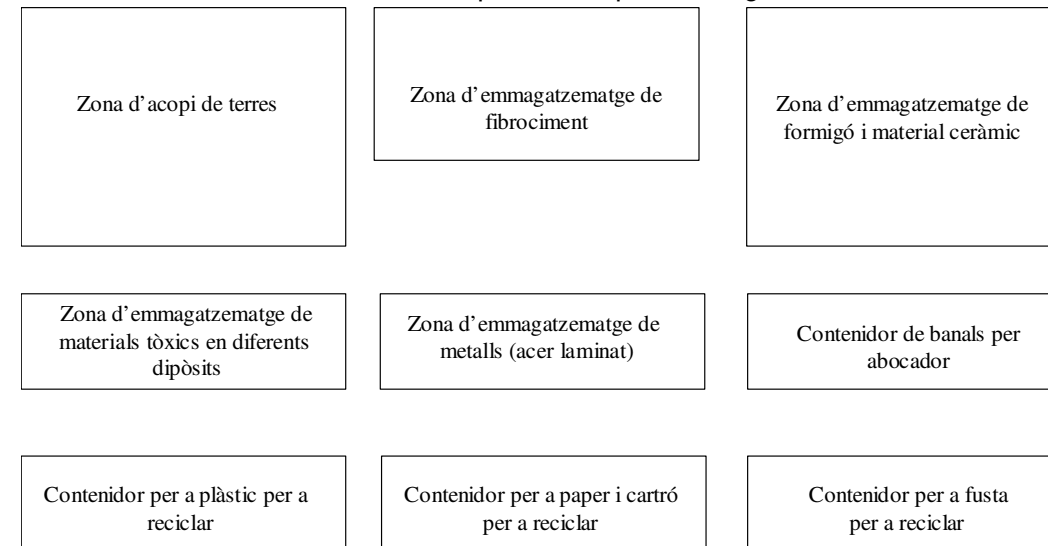 Zona d'acopi de terres
Zona d'emmagatzematge de
fibrociment
Zona d'emmagatzematge de
formigó i material ceràmic
Zona d'emmagatzematge de
materials tòxics en diferents
dipòsits
Zona d'emmagatzematge de
metalls (acer laminat)
Contenidor de banals per
abocador
Contenidor per a plàstic per a
reciclar
Contenidor per a paper i cartró
per a reciclar
Contenidor per a fusta
per a reciclar